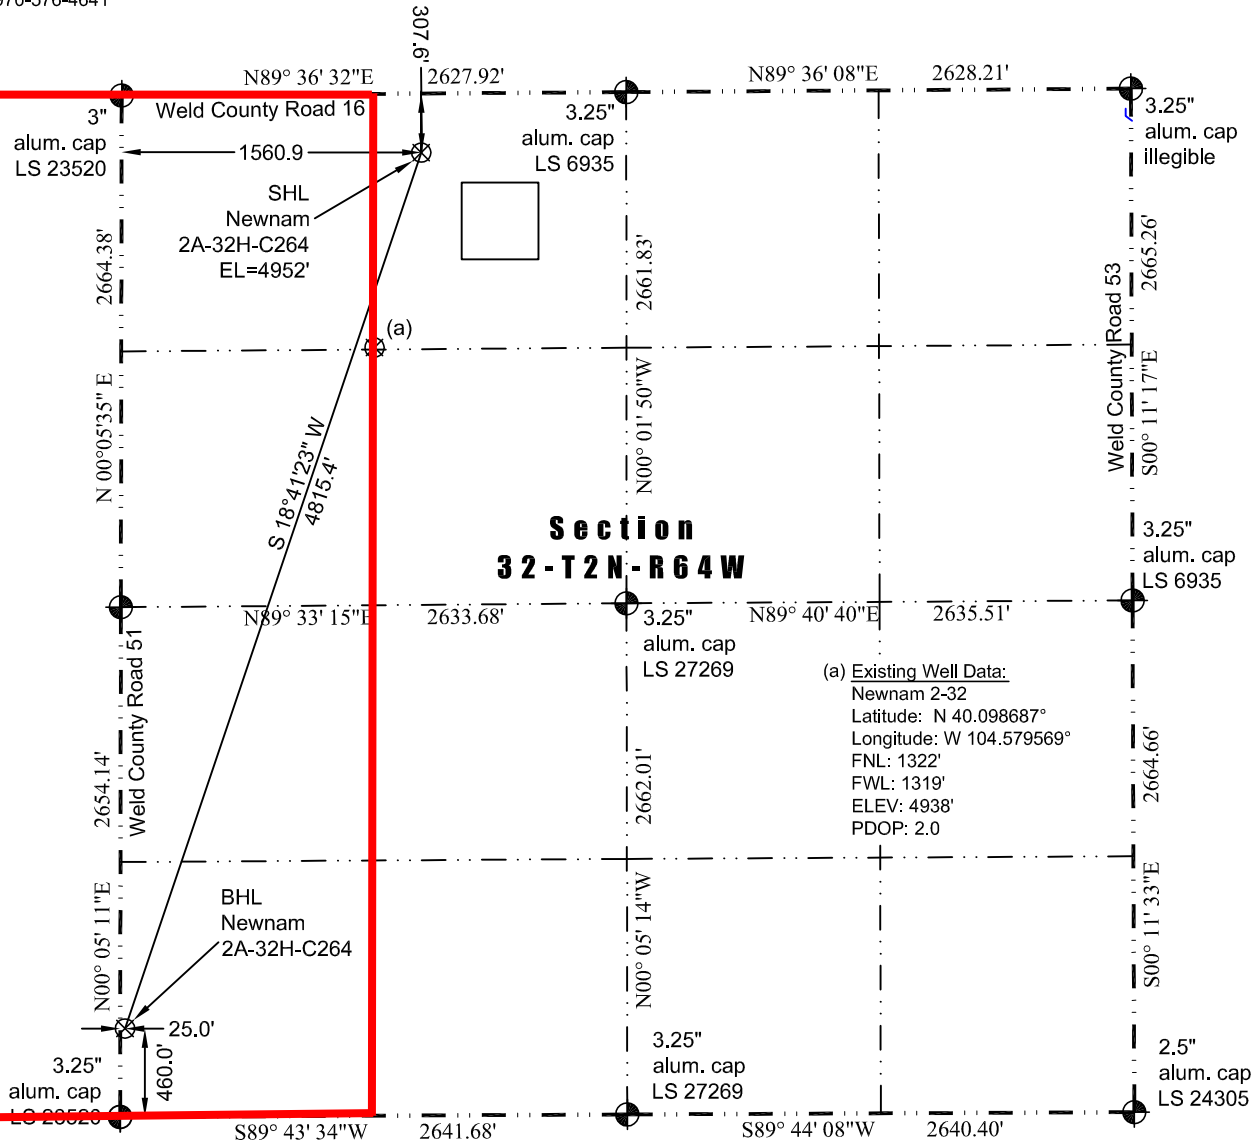 970-576-4641
307.6'
N89° 36' 32"E 2627.92'
N89° 36' 08"E 2628.21'
Weld County Road 16
3"
alum. cap
LS 23520
1560.9
3.25"
alum. cap
LS 6935
3.25"
alum. cap
illegible
SHL
Newnam
2A-32H-C264
EL=4952'
2664.38'
2661.83'
2665.26'
Weld County Road 53
(a)
N 00°05'35" E
N00° 01' 50"W
S00° 11' 17"E
S 18°41'23" W
4815.4'
Section
32-T2N-R64W
3.25"
alum. cap
LS 6935
N89° 33' 15"E 2633.68'
N89° 40' 40"E 2635.51'
3.25"
alum. cap
LS 27269
Weld County Road 51
(a) Existing Well Data:
Newnam 2-32
Latitude: N 40.098687°
Longitude: W 104.579569°
FNL: 1322'
FWL: 1319'
ELEV: 4938'
PDOP: 2.0
2654.14'
2662.01'
2664.66'
BHL
Newnam
2A-32H-C264
N00° 05' 11"E
N00° 05' 14"W
S00° 11' 33"E
25.0'
460.0'
3.25"
alum. cap
3.25"
alum. cap
LS 27269
2.5"
alum. cap
LS 24305
S89° 43' 34"W 2641.68'
S89° 44' 08"W 2640.40'